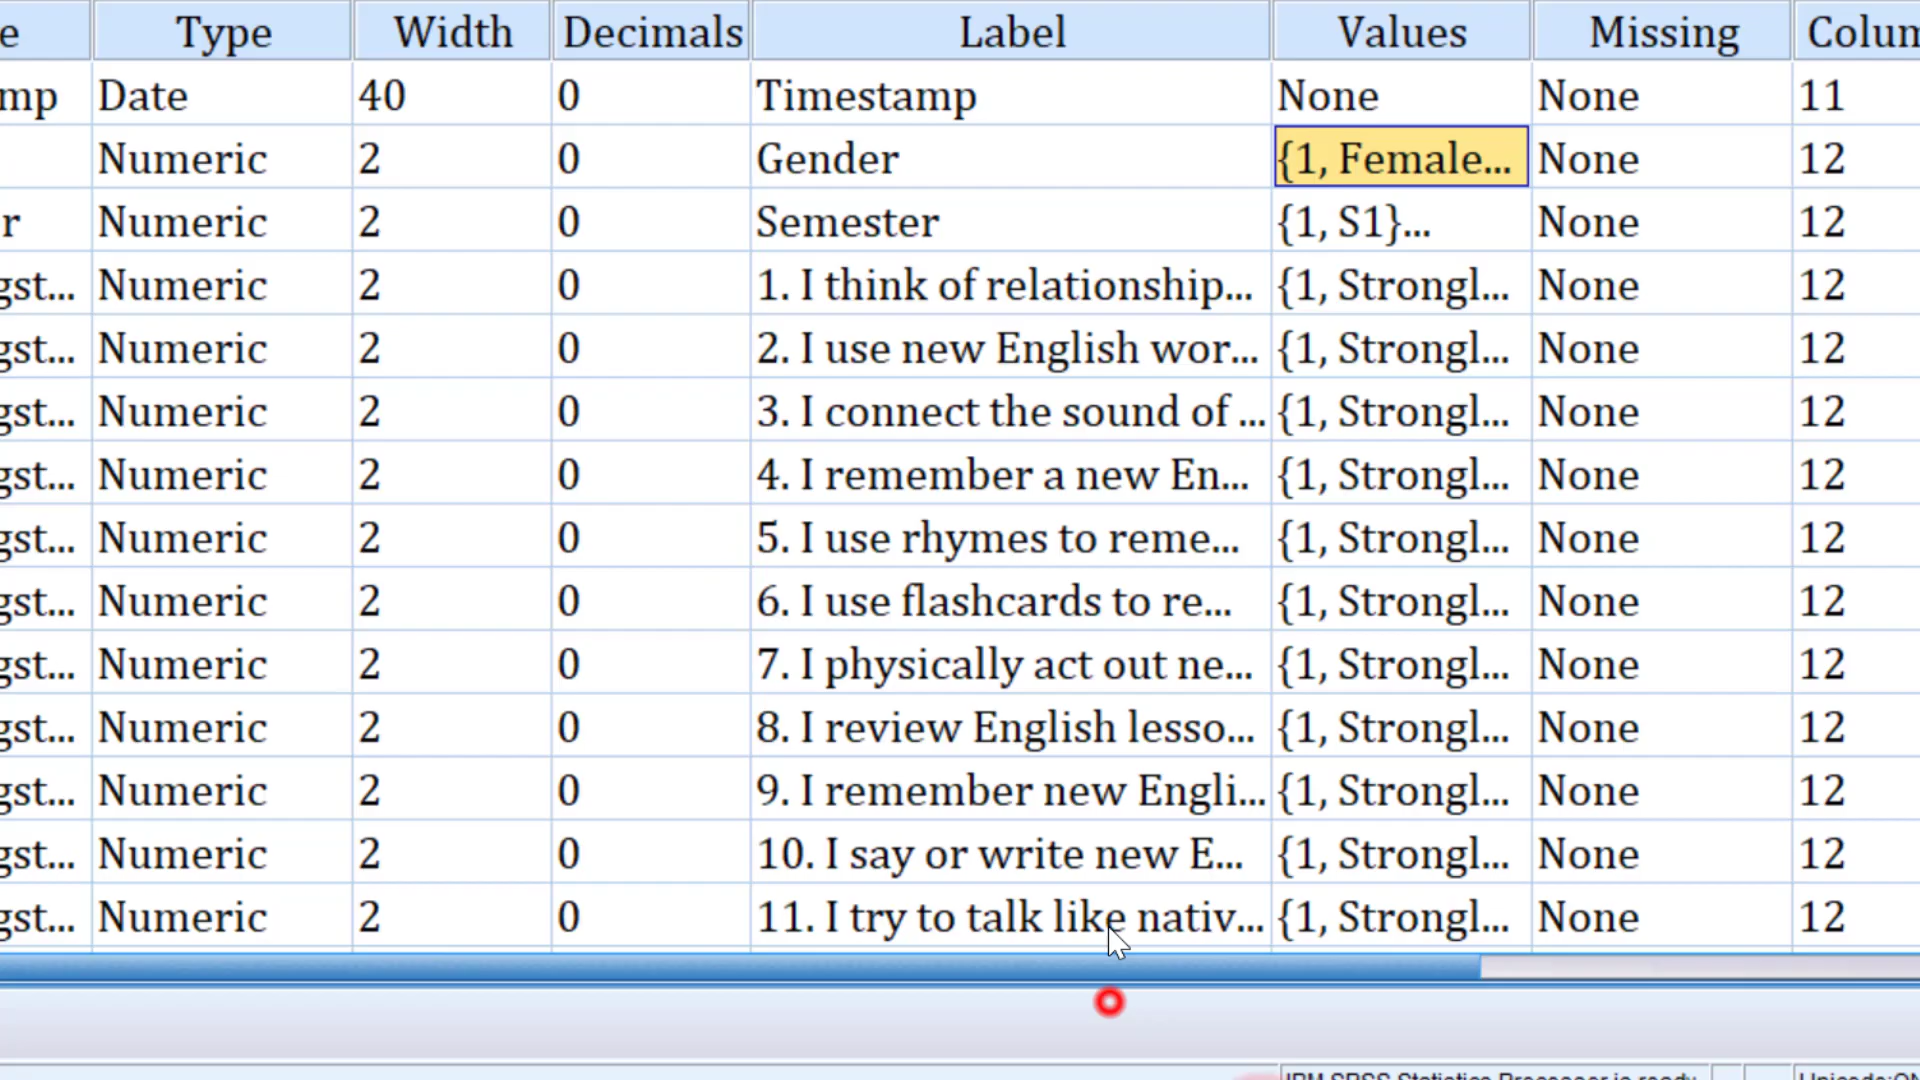 e Type Width Decimals Label Values Missing Colum
mp Date 40 0 Timestamp None None 11
Numeric 2 0 Gender {1, Female... None 12
r Numeric 2 0 Semester {1, S1}... None 12
gst... Numeric 2 0 1. I think of relationship... {1, Strongl... None 12
gst... Numeric 2 0 2. I use new English wor... {1, Strongl... None 12
gst... Numeric 2 0 3. I connect the sound of ... {1, Strongl... None 12
gst... Numeric 2 0 4. I remember a new En... {1, Strongl... None 12
gst... Numeric 2 0 5. I use rhymes to reme... {1, Strongl... None 12
gst... Numeric 2 0 6. I use flashcards to re... {1, Strongl... None 12
gst... Numeric 2 0 7. I physically act out ne... {1, Strongl... None 12
gst... Numeric 2 0 8. I review English lesso... {1, Strongl... None 12
gst... Numeric 2 0 9. I remember new Engli... {1, Strongl... None 12
gst... Numeric 2 0 10. I say or write new E... {1, Strongl... None 12
gst... Numeric 2 0 11. I try to talk like nativ... {1, Strongl... None 12
IBM SPSS Statistics Processor is ready Unicode:ON